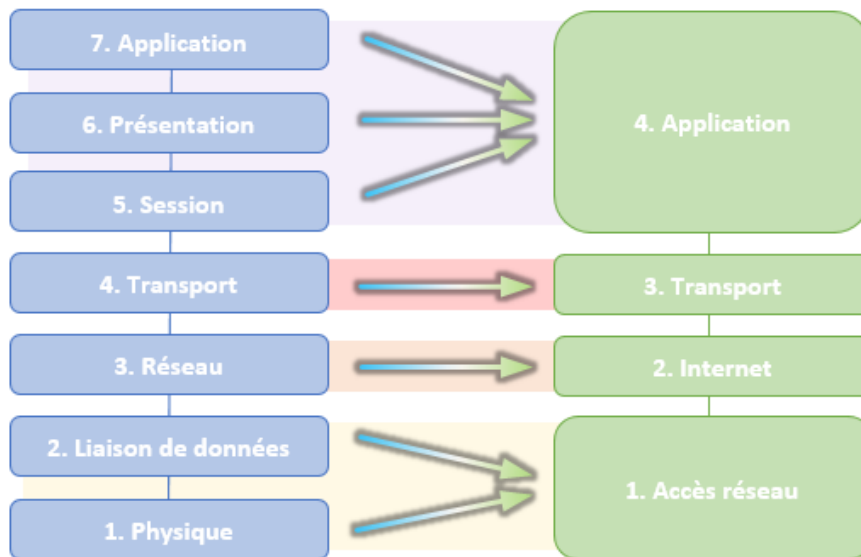 7. Application
6. Présentation
5. Session
4. Transport
3. Réseau
2. Liaison de données
1. Physique
4. Application
3. Transport
2. Internet
1. Accès réseau